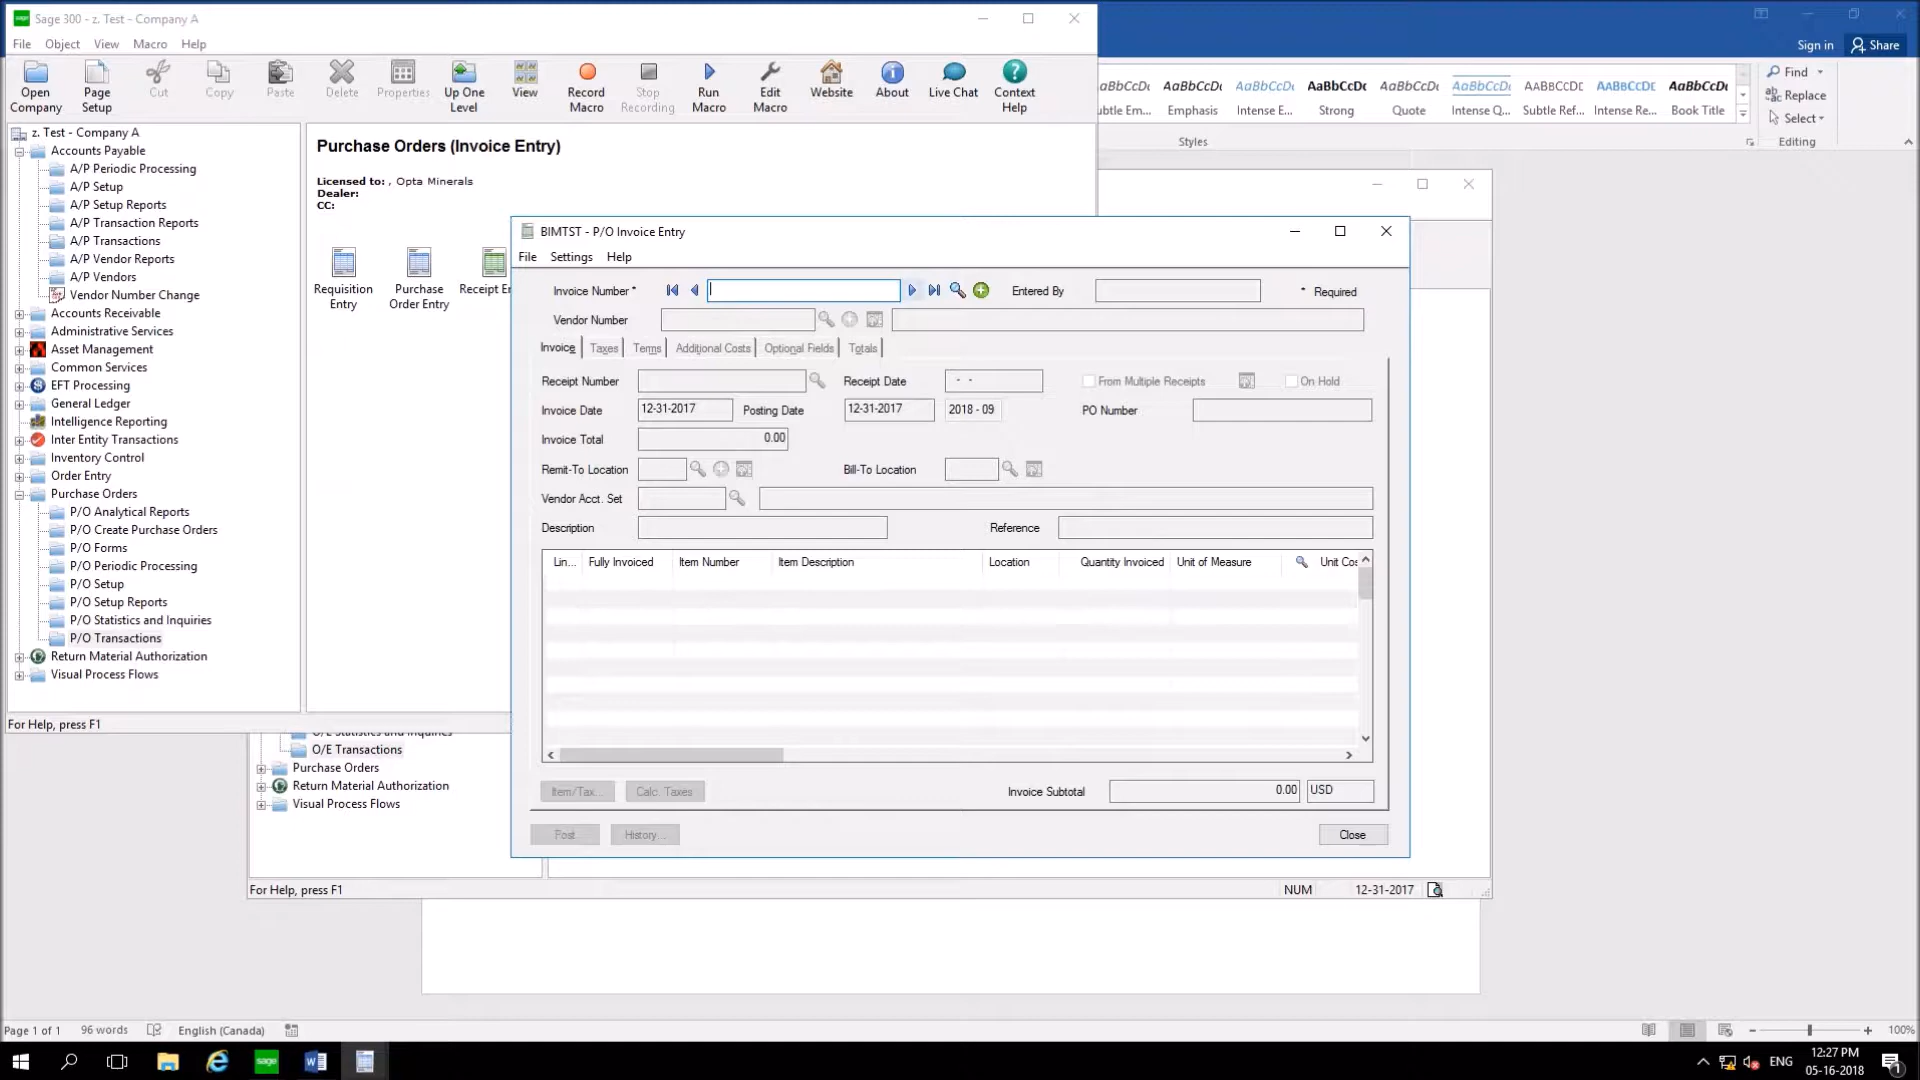 Sage 300 - z. Test - Company A
File Object View Macro Help
Sign in Share
Open Company
Page Setup
Cut
Copy
Paste
Delete
Properties
Up One Level
View
Record Macro
Stop Recording
Run Macro
Edit Macro
Website
About
Live Chat
Context Help
AaBbCcDc AaBbCcDc AaBbCcDc AaBbCcDc AaBbCcDc AaBbCcDc AABBCCDC AABBCCDC AaBbCcDc
ubtle Em... Emphasis Intense E... Strong Quote Intense Q... Subtle Ref... Intense Re... Book Title
Styles
Find
Replace
Select
Editing
z. Test - Company A
Accounts Payable
A/P Periodic Processing
A/P Setup
A/P Setup Reports
A/P Transaction Reports
A/P Transactions
A/P Vendor Reports
A/P Vendors
Vendor Number Change
Accounts Receivable
Administrative Services
Asset Management
Common Services
EFT Processing
General Ledger
Intelligence Reporting
Inter Entity Transactions
Inventory Control
Order Entry
Purchase Orders
P/O Analytical Reports
P/O Create Purchase Orders
P/O Forms
P/O Periodic Processing
P/O Setup
P/O Setup Reports
P/O Statistics and Inquiries
P/O Transactions
Return Material Authorization
Visual Process Flows
For Help, press F1
Purchase Orders (Invoice Entry)
Licensed to: , Opta Minerals
Dealer:
CC:
Requisition Entry
Purchase Order Entry
Receipt En
BIMTST - P/O Invoice Entry
File Settings Help
Invoice Number * Entered By * Required
Vendor Number
Invoice Taxes Terms Additional Costs Optional Fields Totals
Receipt Number Receipt Date - - From Multiple Receipts On Hold
Invoice Date 12-31-2017 Posting Date 12-31-2017 2018 - 09 PO Number
Invoice Total 0.00
Remit-To Location Bill-To Location
Vendor Acct. Set
Description Reference
Lin... Fully Invoiced Item Number Item Description Location Quantity Invoiced Unit of Measure Unit Cos
Item/Tax... Calc. Taxes Invoice Subtotal 0.00 USD
Post History... Close
O/E Statistics and Inquiries
O/E Transactions
Purchase Orders
Return Material Authorization
Visual Process Flows
For Help, press F1 NUM 12-31-2017
Page 1 of 1 96 words English (Canada) 100%
sage ENG 12:27 PM
05-16-2018
1